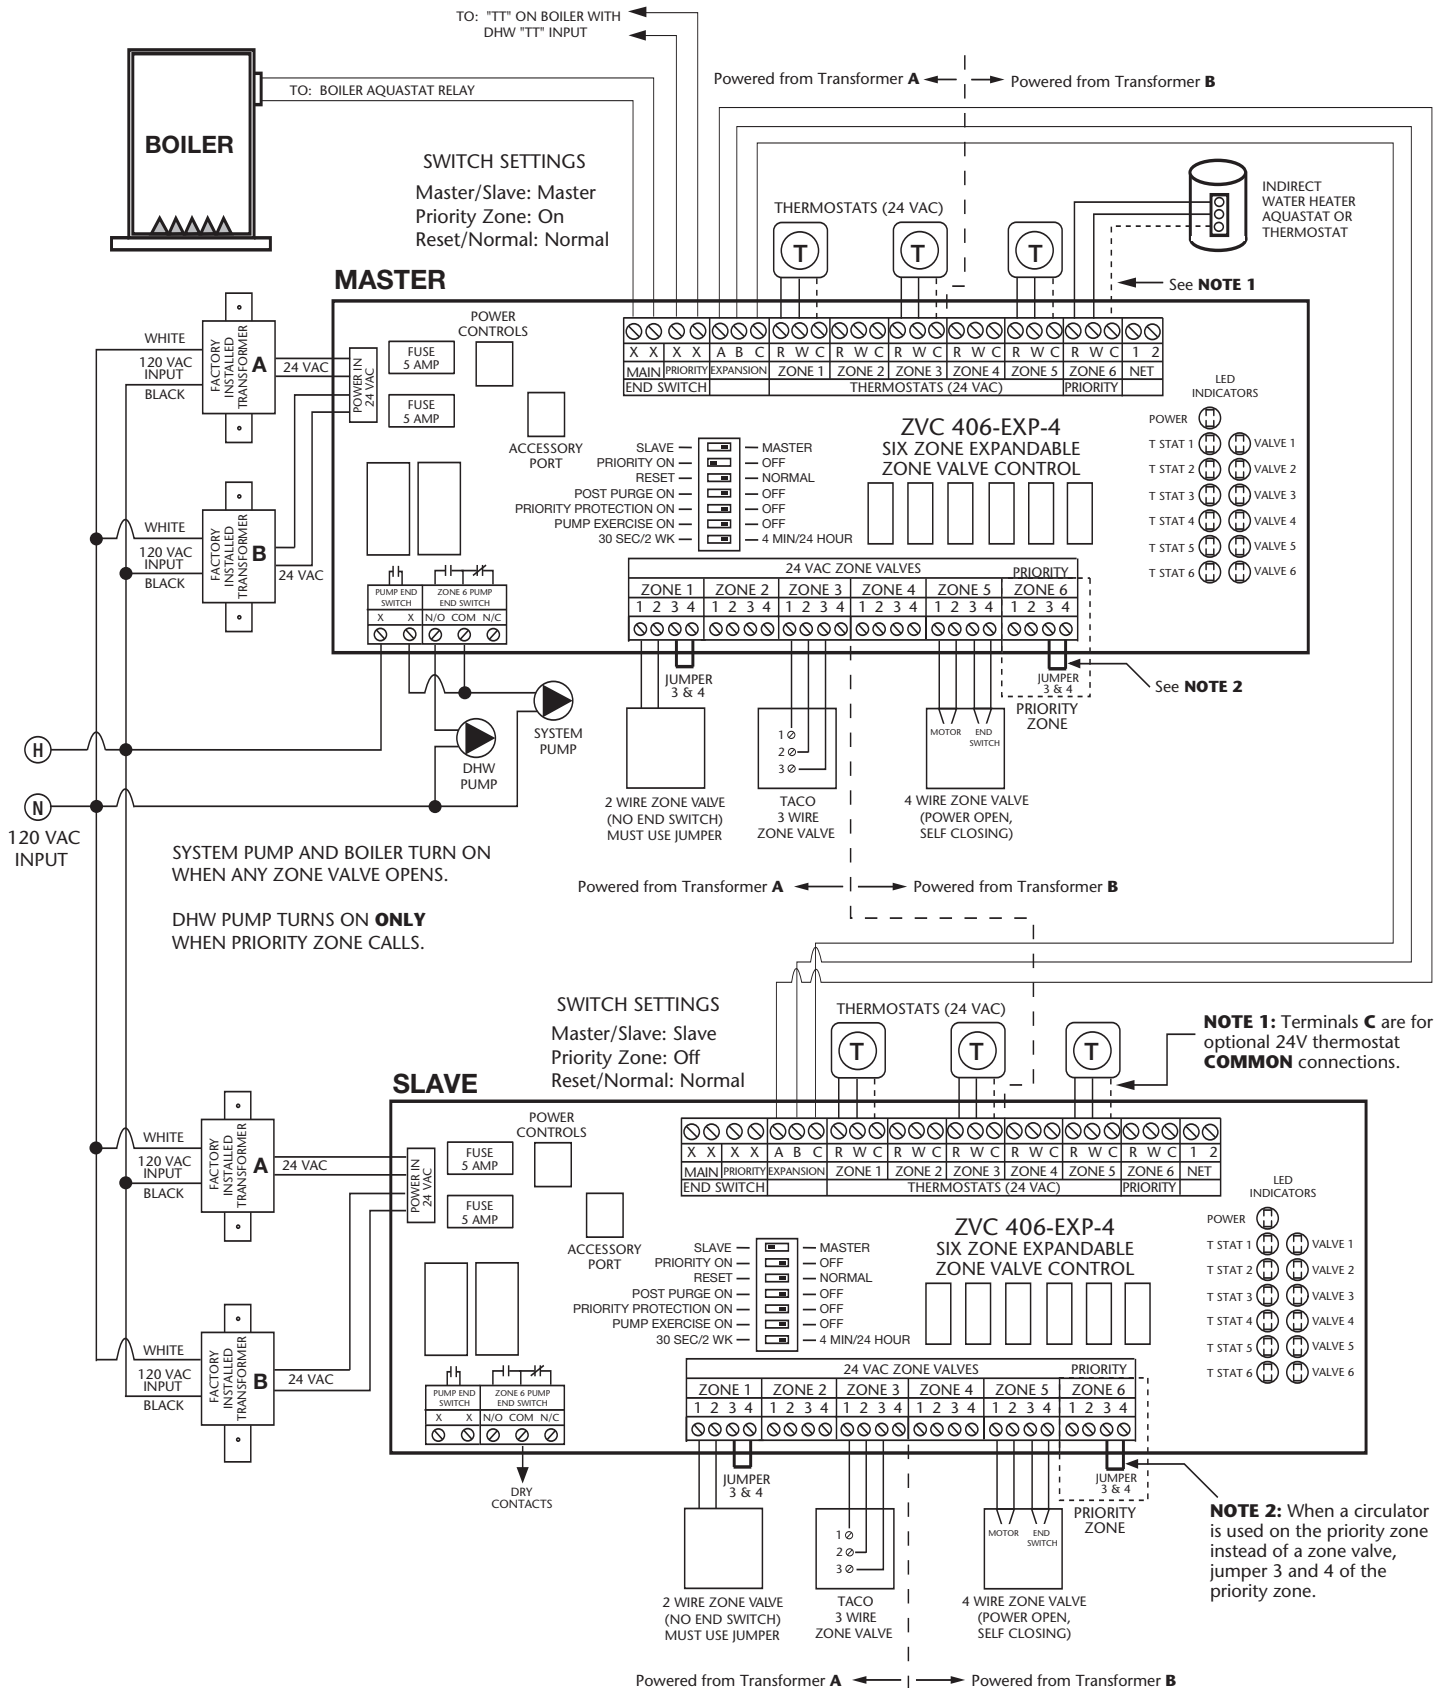 TO: "TT" ON BOILER WITH
DHW "TT" INPUT
Powered from Transformer A
Powered from Transformer B
TO: BOILER AQUASTAT RELAY
BOILER
SWITCH SETTINGS
Master/Slave: Master
Priority Zone: On
Reset/Normal: Normal
THERMOSTATS (24 VAC)
T
T
T
INDIRECT
WATER HEATER
AQUASTAT OR
THERMOSTAT
See NOTE 1
MASTER
WHITE
120 VAC
INPUT
BLACK
FACTORY
INSTALLED
TRANSFORMER
A
24 VAC
POWER IN
24 VAC
FUSE
5 AMP
FUSE
5 AMP
POWER
CONTROLS
ACCESSORY
PORT
X X X X A B C R W C R W C R W C R W C R W C R W C 1 2
MAIN PRIORITY EXPANSION ZONE 1 ZONE 2 ZONE 3 ZONE 4 ZONE 5 ZONE 6 NET
END SWITCH THERMOSTATS (24 VAC) PRIORITY
ZVC 406-EXP-4
SIX ZONE EXPANDABLE
ZONE VALVE CONTROL
LED
INDICATORS
POWER
T STAT 1 VALVE 1
T STAT 2 VALVE 2
T STAT 3 VALVE 3
T STAT 4 VALVE 4
T STAT 5 VALVE 5
T STAT 6 VALVE 6
SLAVE MASTER
PRIORITY ON OFF
RESET NORMAL
POST PURGE ON OFF
PRIORITY PROTECTION ON OFF
PUMP EXERCISE ON OFF
30 SEC/2 WK 4 MIN/24 HOUR
WHITE
120 VAC
INPUT
BLACK
FACTORY
INSTALLED
TRANSFORMER
B
24 VAC
PUMP END
SWITCH
ZONE 6 PUMP
END SWITCH
X X N/O COM N/C
24 VAC ZONE VALVES PRIORITY
ZONE 1 ZONE 2 ZONE 3 ZONE 4 ZONE 5 ZONE 6
1 2 3 4 1 2 3 4 1 2 3 4 1 2 3 4 1 2 3 4 1 2 3 4
JUMPER
3 & 4
JUMPER
3 & 4
PRIORITY
ZONE
See NOTE 2
SYSTEM
PUMP
DHW
PUMP
1
2
3
MOTOR
END
SWITCH
2 WIRE ZONE VALVE
(NO END SWITCH)
MUST USE JUMPER
TACO
3 WIRE
ZONE VALVE
4 WIRE ZONE VALVE
(POWER OPEN,
SELF CLOSING)
H
N
120 VAC
INPUT
SYSTEM PUMP AND BOILER TURN ON
WHEN ANY ZONE VALVE OPENS.
DHW PUMP TURNS ON ONLY
WHEN PRIORITY ZONE CALLS.
Powered from Transformer A
Powered from Transformer B
SWITCH SETTINGS
Master/Slave: Slave
Priority Zone: Off
Reset/Normal: Normal
THERMOSTATS (24 VAC)
T
T
T
NOTE 1: Terminals C are for
optional 24V thermostat
COMMON connections.
SLAVE
WHITE
120 VAC
INPUT
BLACK
FACTORY
INSTALLED
TRANSFORMER
A
24 VAC
POWER IN
24 VAC
FUSE
5 AMP
FUSE
5 AMP
POWER
CONTROLS
ACCESSORY
PORT
X X X X A B C R W C R W C R W C R W C R W C R W C 1 2
MAIN PRIORITY EXPANSION ZONE 1 ZONE 2 ZONE 3 ZONE 4 ZONE 5 ZONE 6 NET
END SWITCH THERMOSTATS (24 VAC) PRIORITY
ZVC 406-EXP-4
SIX ZONE EXPANDABLE
ZONE VALVE CONTROL
LED
INDICATORS
POWER
T STAT 1 VALVE 1
T STAT 2 VALVE 2
T STAT 3 VALVE 3
T STAT 4 VALVE 4
T STAT 5 VALVE 5
T STAT 6 VALVE 6
SLAVE MASTER
PRIORITY ON OFF
RESET NORMAL
POST PURGE ON OFF
PRIORITY PROTECTION ON OFF
PUMP EXERCISE ON OFF
30 SEC/2 WK 4 MIN/24 HOUR
WHITE
120 VAC
INPUT
BLACK
FACTORY
INSTALLED
TRANSFORMER
B
24 VAC
PUMP END
SWITCH
ZONE 6 PUMP
END SWITCH
X X N/O COM N/C
DRY
CONTACTS
24 VAC ZONE VALVES PRIORITY
ZONE 1 ZONE 2 ZONE 3 ZONE 4 ZONE 5 ZONE 6
1 2 3 4 1 2 3 4 1 2 3 4 1 2 3 4 1 2 3 4 1 2 3 4
JUMPER
3 & 4
JUMPER
3 & 4
PRIORITY
ZONE
1
2
3
MOTOR
END
SWITCH
2 WIRE ZONE VALVE
(NO END SWITCH)
MUST USE JUMPER
TACO
3 WIRE
ZONE VALVE
4 WIRE ZONE VALVE
(POWER OPEN,
SELF CLOSING)
NOTE 2: When a circulator
is used on the priority zone
instead of a zone valve,
jumper 3 and 4 of the
priority zone.
Powered from Transformer A
Powered from Transformer B